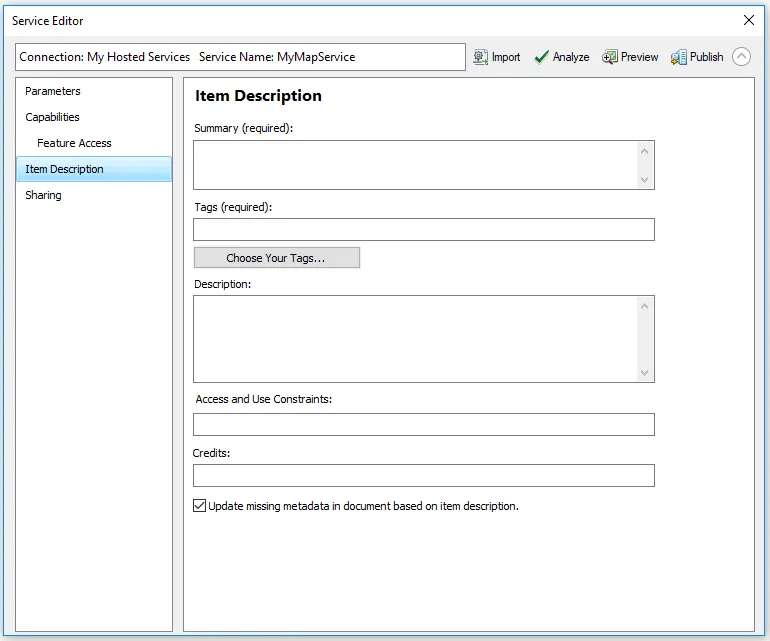 Service Editor
Connection: My Hosted Services Service Name: MyMapService
Import
Analyze
Preview
Publish
Parameters
Capabilities
Feature Access
Item Description
Sharing
Item Description
Summary (required):
Tags (required):
Choose Your Tags...
Description:
Access and Use Constraints:
Credits:
Update missing metadata in document based on item description.